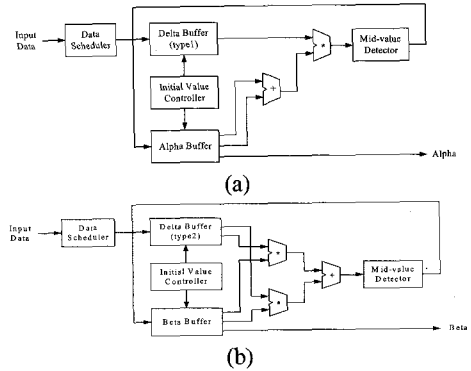 Input
Data
Data
Scheduler
Delta Buffer
(type1)
*
Mid-value
Detector
Initial Value
Controller
+
Alpha Buffer
Alpha
(a)
Input
Data
Data
Scheduler
Delta Buffer
(type2)
*
Initial Value
Controller
+
Mid-value
Detector
*
Beta Buffer
Beta
(b)